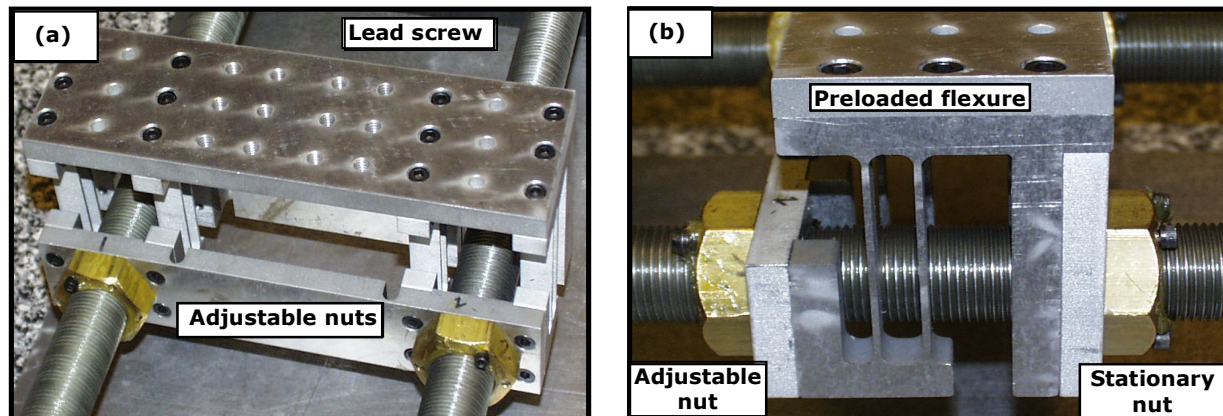 (a)
Lead screw
Adjustable nuts
(b)
Preloaded flexure
Adjustable
nut
Stationary
nut